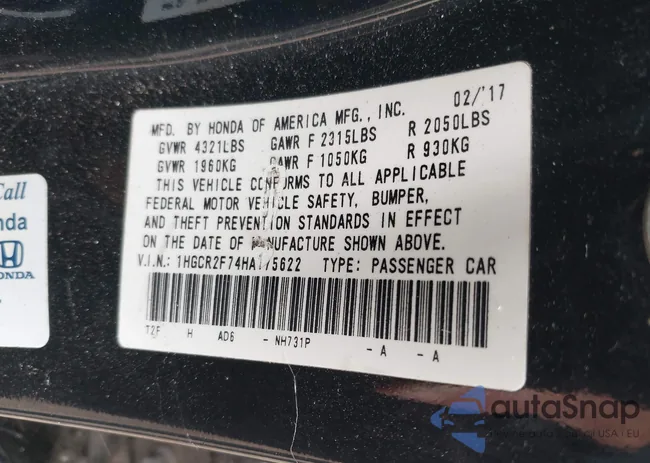 MFD. BY HONDA OF AMERICA MFG., INC. 02/'17
GVWR 4321LBS GAWR F 2315LBS R 2050LBS
GVWR 1960KG GAWR F 1050KG R 930KG
THIS VEHICLE CONFORMS TO ALL APPLICABLE
FEDERAL MOTOR VEHICLE SAFETY, BUMPER,
AND THEFT PREVENTION STANDARDS IN EFFECT
ON THE DATE OF MANUFACTURE SHOWN ABOVE.
V.I.N.: TYPE: PASSENGER CAR
T2F H AD6 - NH731P - A - A
Call
nda
HONDA
autoSnap